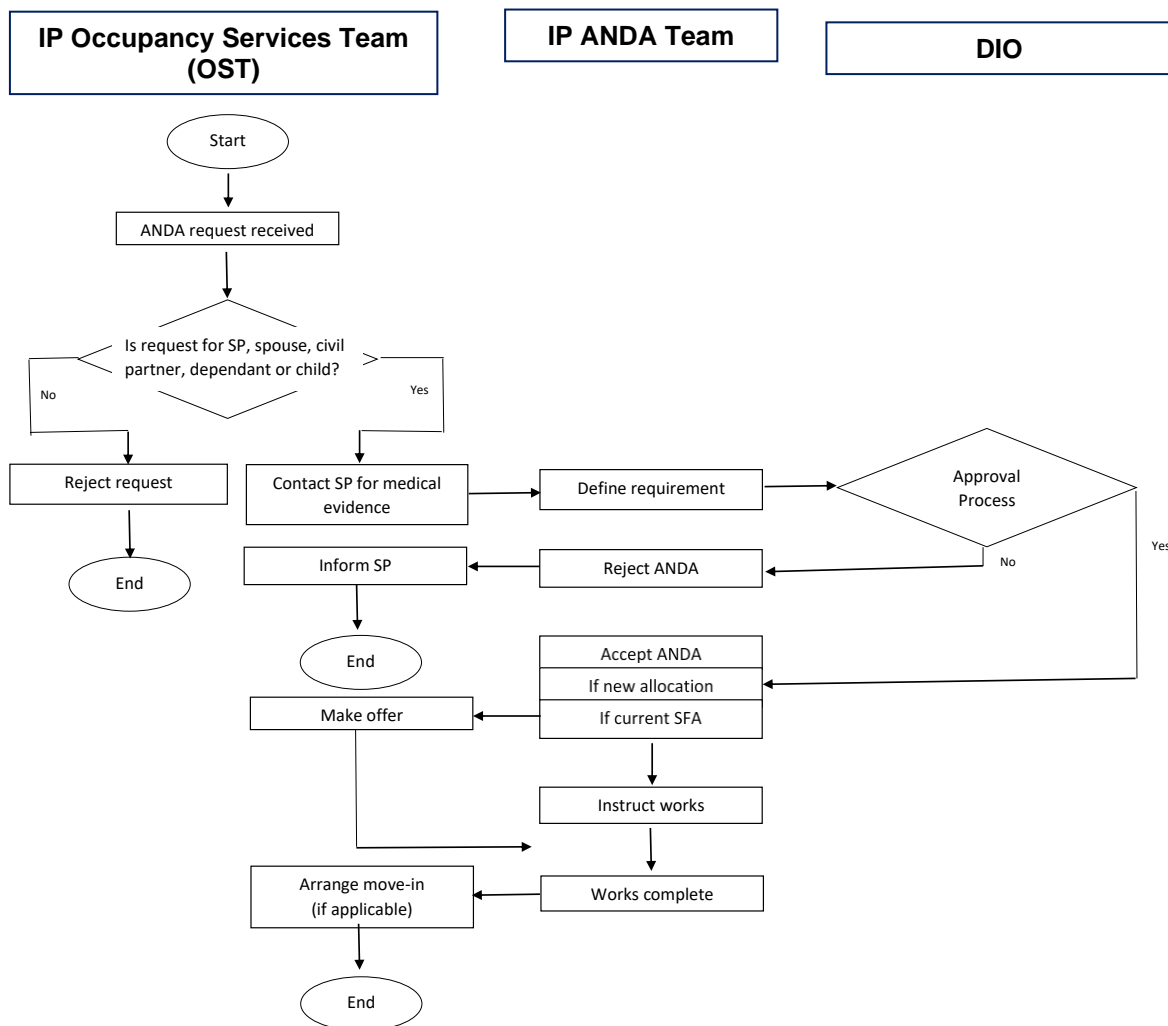 IP Occupancy Services Team
(OST)
IP ANDA Team
DIO
Start
ANDA request received
Is request for SP, spouse, civil
partner, dependant or child?
No
Yes
Reject request
Contact SP for medical
evidence
Define requirement
Approval
Process
Yes
No
End
Inform SP
Reject ANDA
End
Accept ANDA
If new allocation
Make offer
If current SFA
Instruct works
Arrange move-in
(if applicable)
Works complete
End